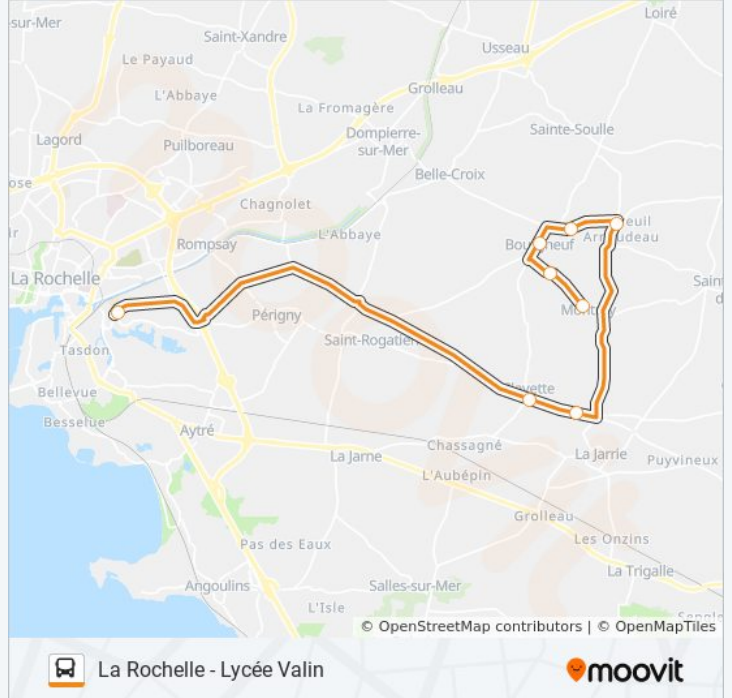 Loiré
-sur-Mer
Saint-Xandre
Usseau
Le Payaud
Grolleau
L'Abbaye
La Fromagère
Dompierre-
sur-Mer
Sainte-Soulle
Lagord
Puilboreau
Belle-Croix
ose
Chagnolet
L'Abbaye
Rompsay
La Rochelle
Périgny
Saint-Rogatien
Tasdon
Bellevue
Besselue
Aytré
Chassagné
La Jarne
La Jarrie
Puyvineux
L'Aubépin
Grolleau
Les Onzins
Pas des Eaux
La Trigalle
Angoulins
Salles-sur-Mer
L'Isle
© OpenStreetMap contributors | © OpenMapTiles
La Rochelle - Lycée Valin
moovit